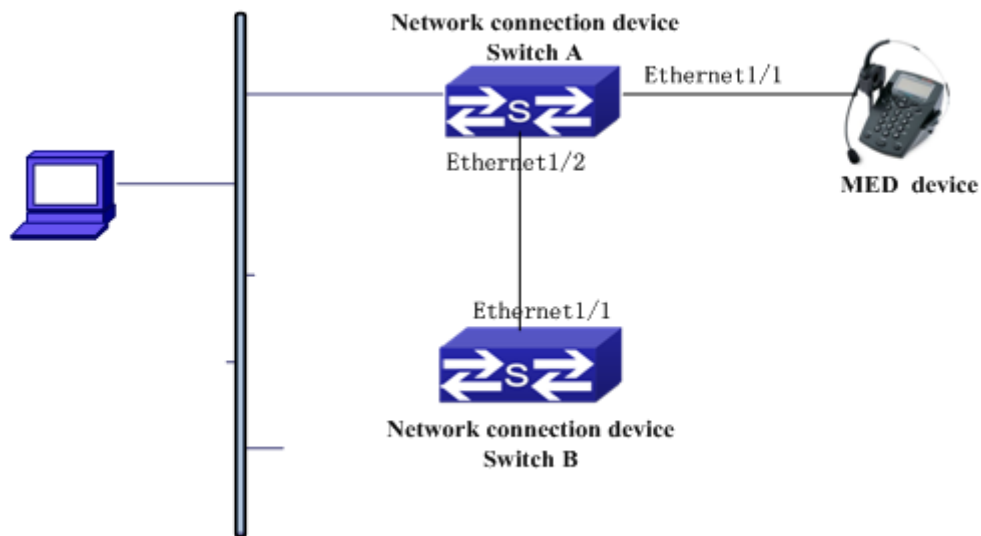 Network connection device
Switch A
Ethernet1/1
S
Ethernet1/2
MED device
Ethernet1/1
S
Network connection device
Switch B